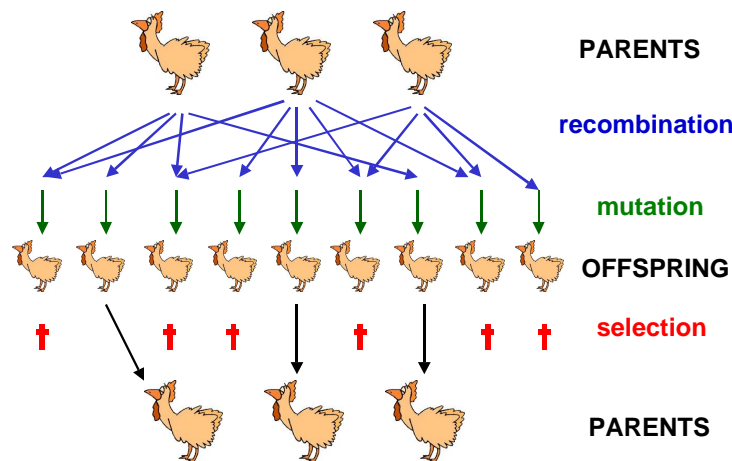 PARENTS
recombination
mutation
OFFSPRING
selection
PARENTS